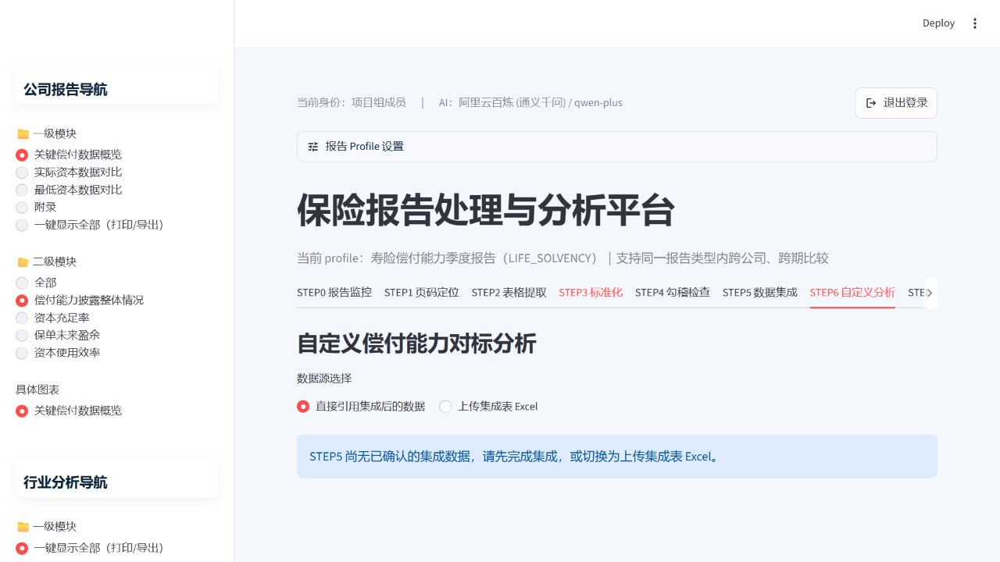 Deploy
公司报告导航
一级模块
关键偿付数据概览
实际资本数据对比
最低资本数据对比
附录
一键显示全部（打印/导出）
二级模块
全部
偿付能力披露整体情况
资本充足率
保单未来盈余
资本使用效率
具体图表
关键偿付数据概览
行业分析导航
一级模块
一键显示全部（打印/导出）
当前身份：项目组成员 | AI：阿里云百炼 (通义千问) / qwen-plus
退出登录
报告 Profile 设置
保险报告处理与分析平台
当前 profile：寿险偿付能力季度报告（LIFE_SOLVENCY）｜支持同一报告类型内跨公司、跨期比较
STEP0 报告监控 STEP1 页码定位 STEP2 表格提取 STEP3 标准化 STEP4 勾稽检查 STEP5 数据集成 STEP6 自定义分析
自定义偿付能力对标分析
数据源选择
直接引用集成后的数据 上传集成表 Excel
STEP5 尚无已确认的集成数据，请先完成集成，或切换为上传集成表 Excel。